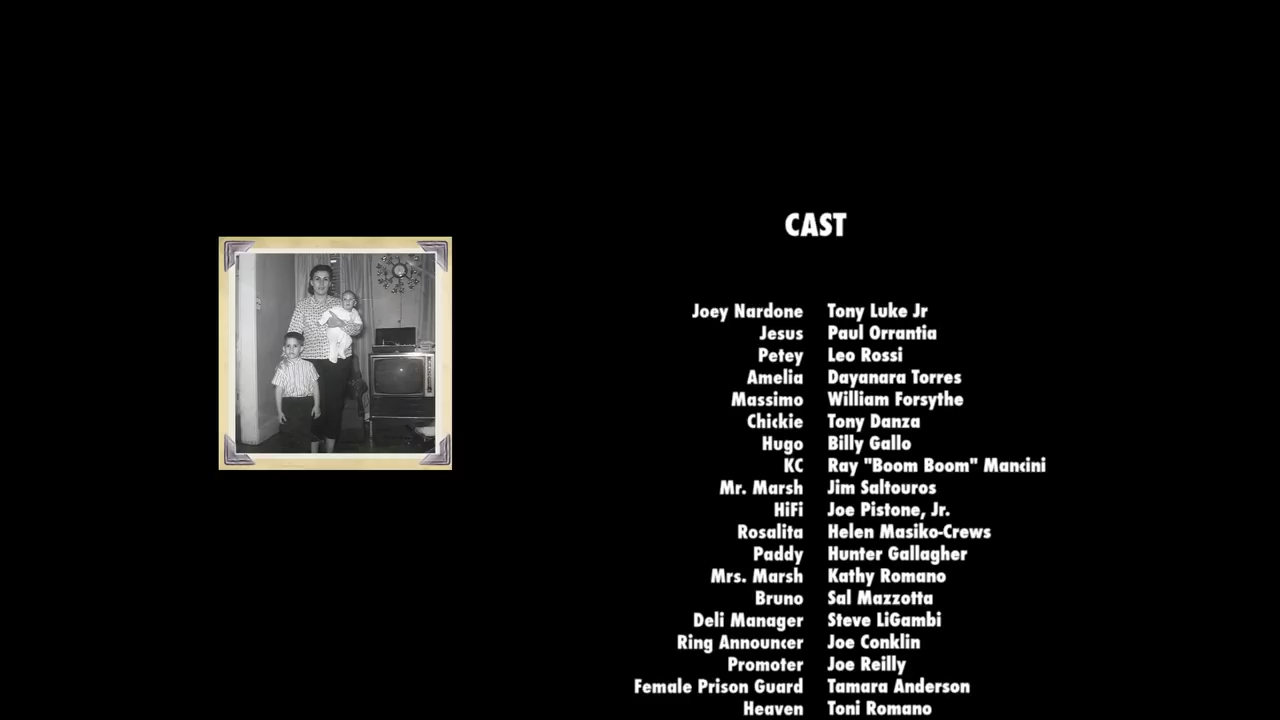 CAST
Joey Nardone Tony Luke Jr
Jesus Paul Orrantia
Petey Leo Rossi
Amelia Dayanara Torres
Massimo William Forsythe
Chickie Tony Danza
Hugo Billy Gallo
KC Ray "Boom Boom" Mancini
Mr. Marsh Jim Saltouros
HiFi Joe Pistone, Jr.
Rosalita Helen Masiko-Crews
Paddy Hunter Gallagher
Mrs. Marsh Kathy Romano
Bruno Sal Mazzotta
Deli Manager Steve LiGambi
Ring Announcer Joe Conklin
Promoter Joe Reilly
Female Prison Guard Tamara Anderson
Heaven Toni Romano